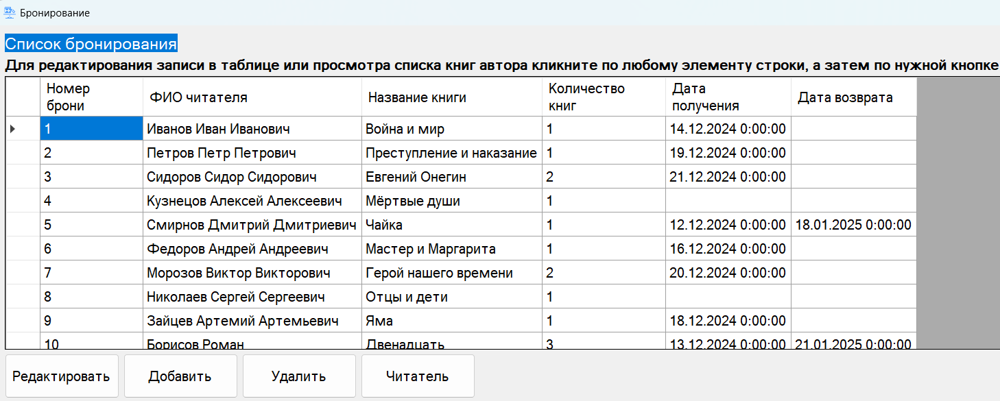 Бронирование
Список бронирования
Для редактирования записи в таблице или просмотра списка книг автора кликните по любому элементу строки, а затем по нужной кнопке
Номер брони ФИО читателя Название книги Количество книг Дата получения Дата возврата
1 Иванов Иван Иванович Война и мир 1 14.12.2024 0:00:00
2 Петров Петр Петрович Преступление и наказание 1 19.12.2024 0:00:00
3 Сидоров Сидор Сидорович Евгений Онегин 2 21.12.2024 0:00:00
4 Кузнецов Алексей Алексеевич Мёртвые души 1
5 Смирнов Дмитрий Дмитриевич Чайка 1 12.12.2024 0:00:00 18.01.2025 0:00:00
6 Федоров Андрей Андреевич Мастер и Маргарита 1 16.12.2024 0:00:00
7 Морозов Виктор Викторович Герой нашего времени 2 20.12.2024 0:00:00
8 Николаев Сергей Сергеевич Отцы и дети 1
9 Зайцев Артемий Артемьевич Яма 1 18.12.2024 0:00:00
10 Борисов Роман Двенадцать 3 13.12.2024 0:00:00 21.01.2025 0:00:00
Редактировать Добавить Удалить Читатель